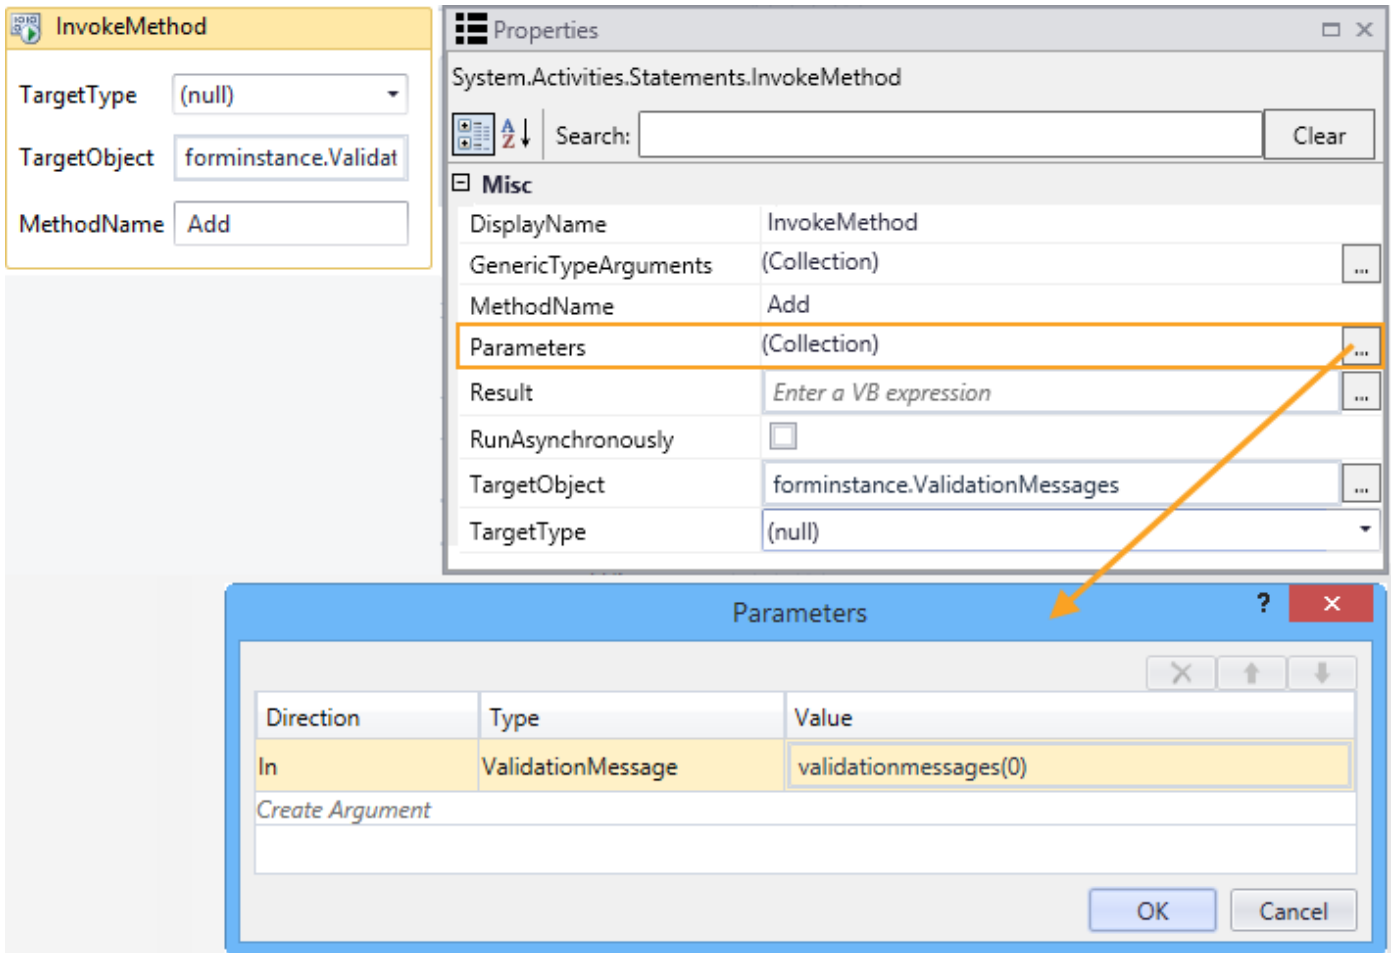 InvokeMethod
TargetType (null)
TargetObject forminstance.Validat
MethodName Add
Properties
System.Activities.Statements.InvokeMethod
Search: Clear
Misc
DisplayName InvokeMethod
GenericTypeArguments (Collection) ...
MethodName Add
Parameters (Collection) ...
Result Enter a VB expression ...
RunAsynchronously
TargetObject forminstance.ValidationMessages ...
TargetType (null)
Parameters ?
Direction Type Value
In ValidationMessage validationmessages(0)
Create Argument
OK Cancel